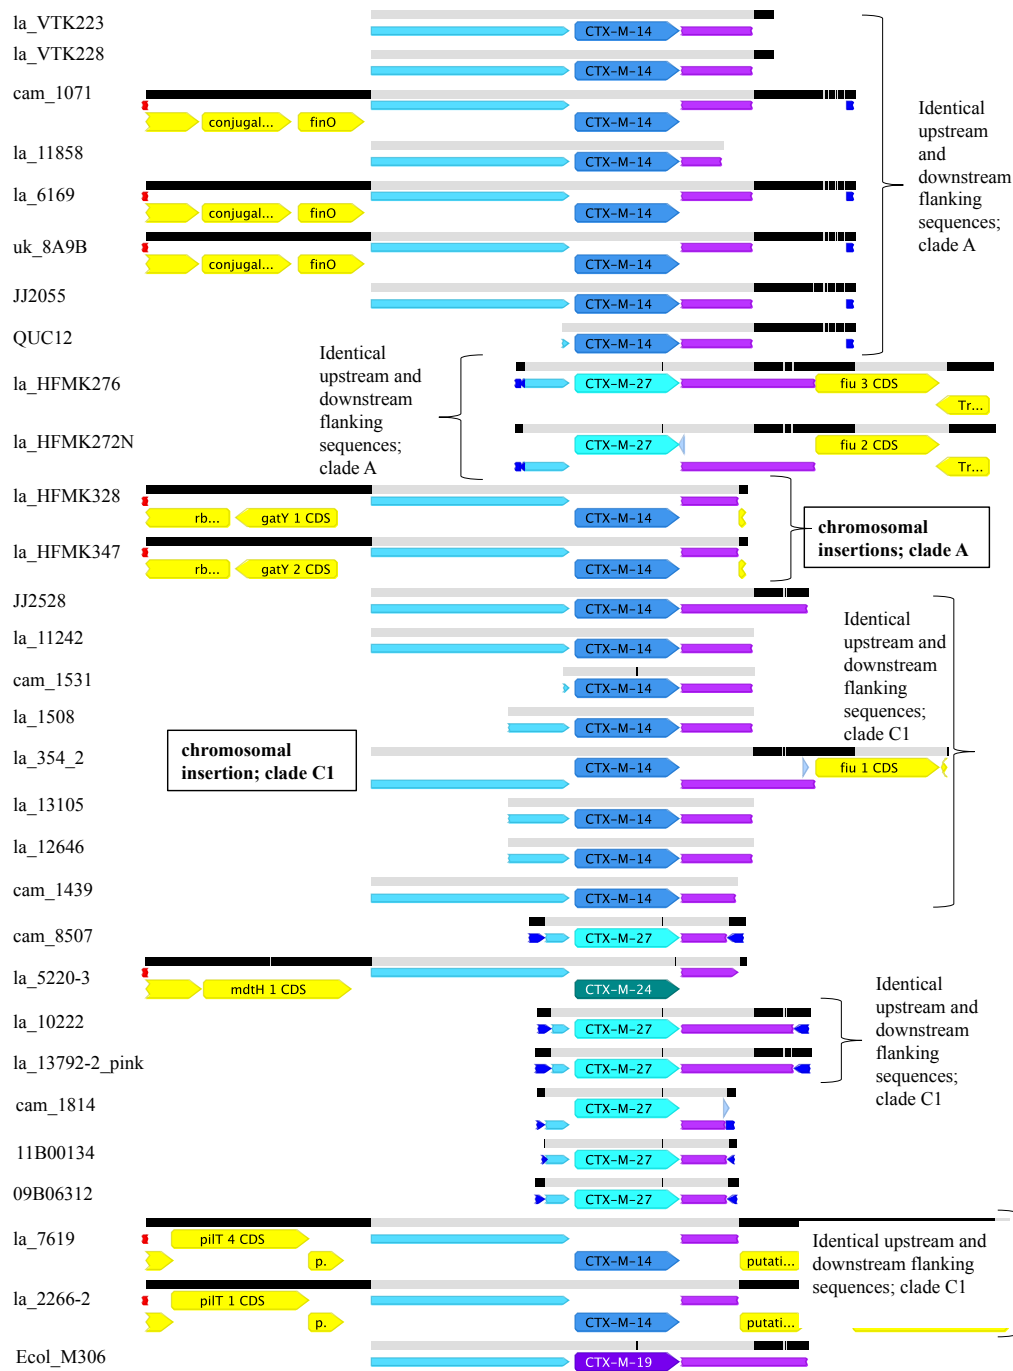 la_VTK223
CTX-M-14
la_VTK228
CTX-M-14
cam_1071
conjugal... finO CTX-M-14
Identical
upstream
and
downstream
flanking
sequences;
clade A
la_11858
CTX-M-14
la_6169
conjugal... finO CTX-M-14
uk_8A9B
conjugal... finO CTX-M-14
JJ2055
CTX-M-14
QUC12
CTX-M-14
Identical
upstream and
downstream
flanking
sequences;
clade A
la_HFMK276
CTX-M-27 fiu 3 CDS
Tr...
la_HFMK272N
CTX-M-27 fiu 2 CDS
Tr...
la_HFMK328
rb... gatY 1 CDS CTX-M-14
chromosomal
insertions; clade A
la_HFMK347
rb... gatY 2 CDS CTX-M-14
JJ2528
CTX-M-14
Identical
upstream and
downstream
flanking
sequences;
clade C1
la_11242
CTX-M-14
cam_1531
CTX-M-14
la_1508
CTX-M-14
chromosomal
insertion; clade C1
la_354_2
CTX-M-14 fiu 1 CDS
la_13105
CTX-M-14
la_12646
CTX-M-14
cam_1439
CTX-M-14
cam_8507
CTX-M-27
la_5220-3
mdtH 1 CDS CTX-M-24
Identical
upstream and
downstream
flanking
sequences;
clade C1
la_10222
CTX-M-27
la_13792-2_pink
CTX-M-27
cam_1814
CTX-M-27
11B00134
CTX-M-27
09B06312
CTX-M-27
la_7619
pilT 4 CDS
p. CTX-M-14 putati...
Identical upstream and
downstream flanking
sequences; clade C1
la_2266-2
pilT 1 CDS
p. CTX-M-14 putati...
Ecol_M306
CTX-M-19